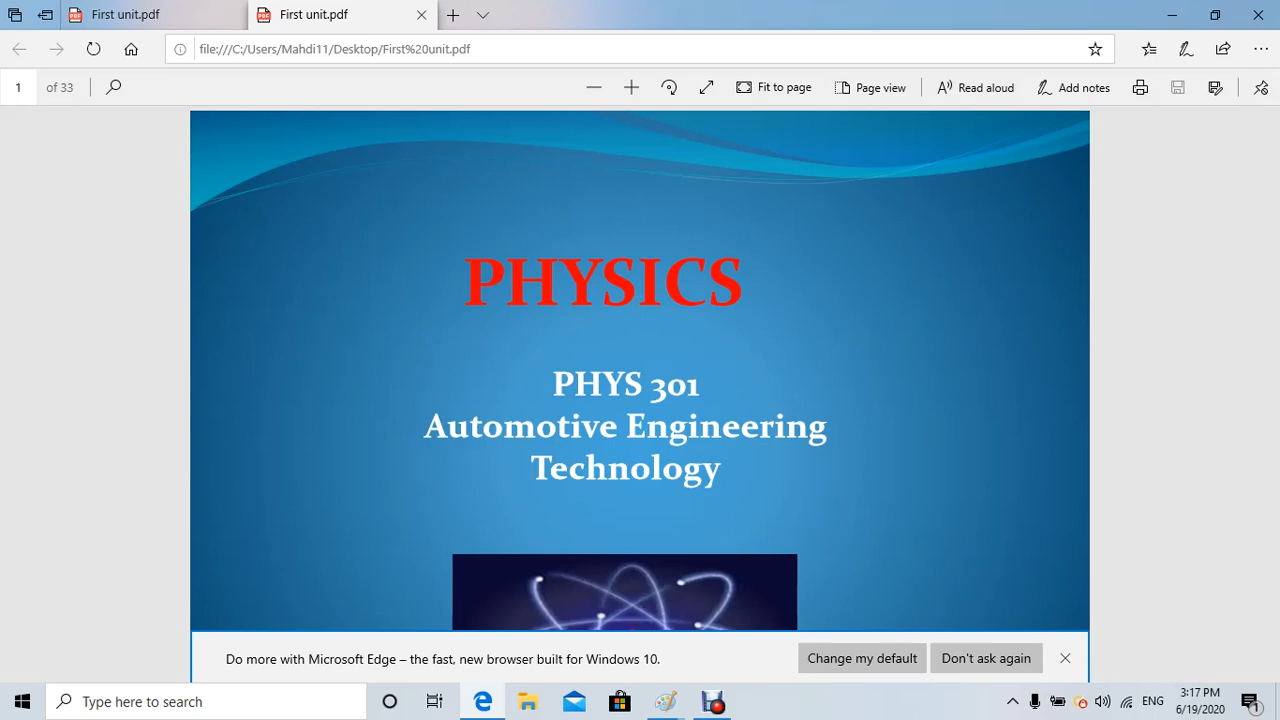 First unit.pdf
First unit.pdf
file:///C:/Users/Mahdi11/Desktop/First%20unit.pdf
1 of 33 Fit to page Page view Read aloud Add notes
PHYSICS
PHYS 301
Automotive Engineering
Technology
Do more with Microsoft Edge – the fast, new browser built for Windows 10. Change my default Don't ask again
Type here to search
ENG
3:17 PM
6/19/2020
1